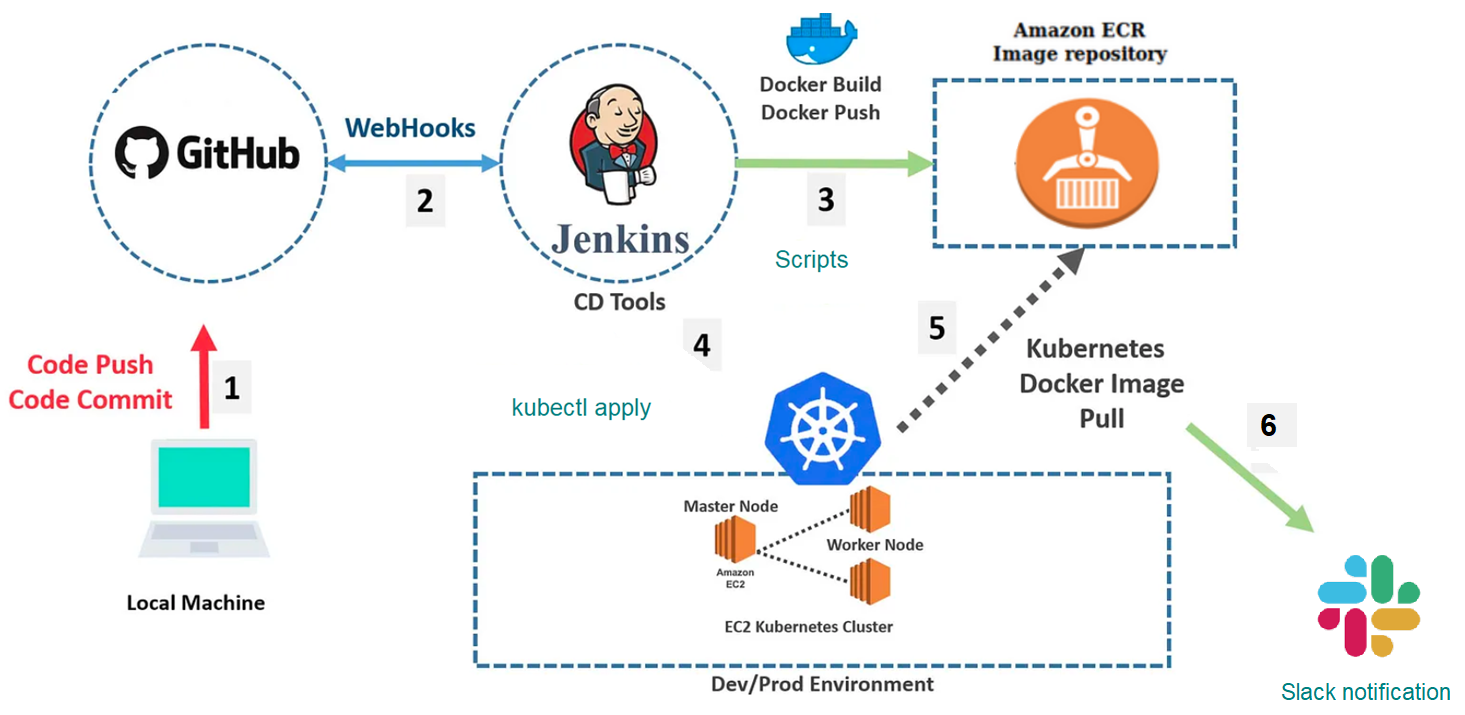 Amazon ECR
Image repository
Docker Build
Docker Push
GitHub
WebHooks
2
Jenkins
CD Tools
3
Scripts
Code Push
Code Commit
1
4
5
kubectl apply
Kubernetes
Docker Image
Pull
6
Local Machine
Master Node
Amazon
EC2
Worker Node
EC2 Kubernetes Cluster
Dev/Prod Environment
Slack notification